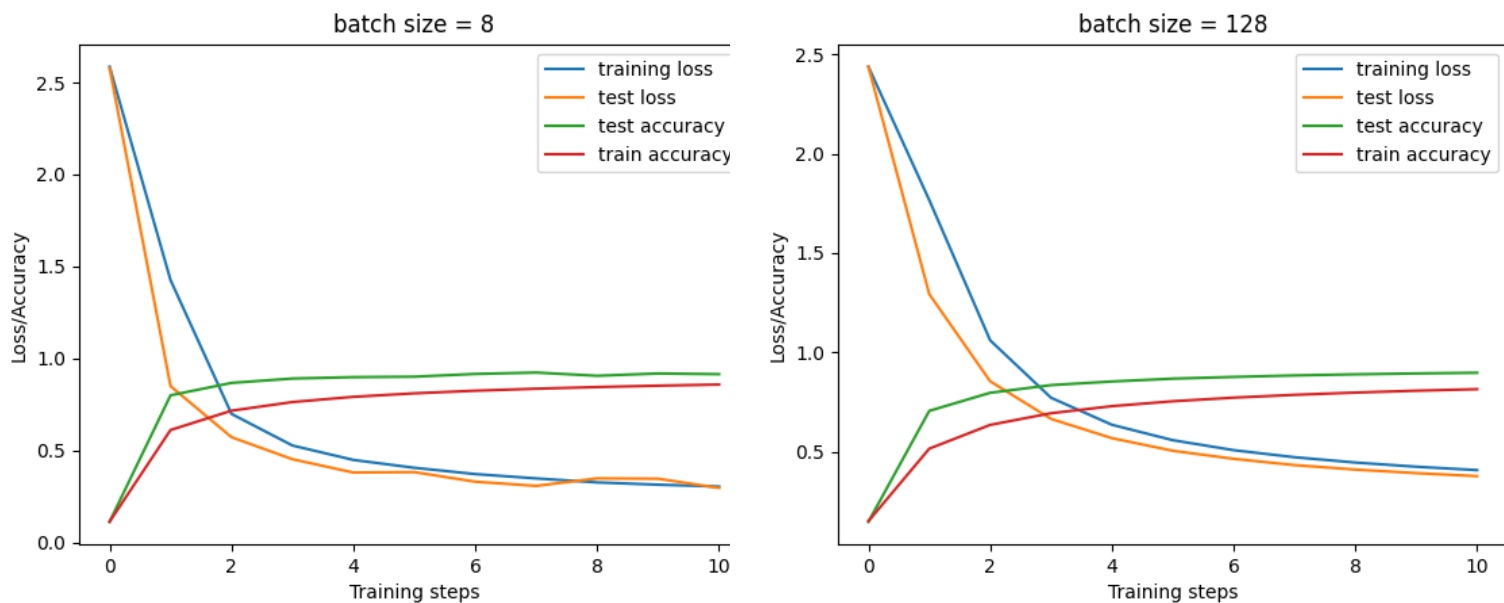 batch size = 8
2.5
2.0
1.5
1.0
0.5
0.0
Loss/Accuracy
training loss
test loss
test accuracy
train accuracy
0 2 4 6 8 10
Training steps
batch size = 128
2.5
2.0
1.5
1.0
0.5
Loss/Accuracy
training loss
test loss
test accuracy
train accuracy
0 2 4 6 8 10
Training steps